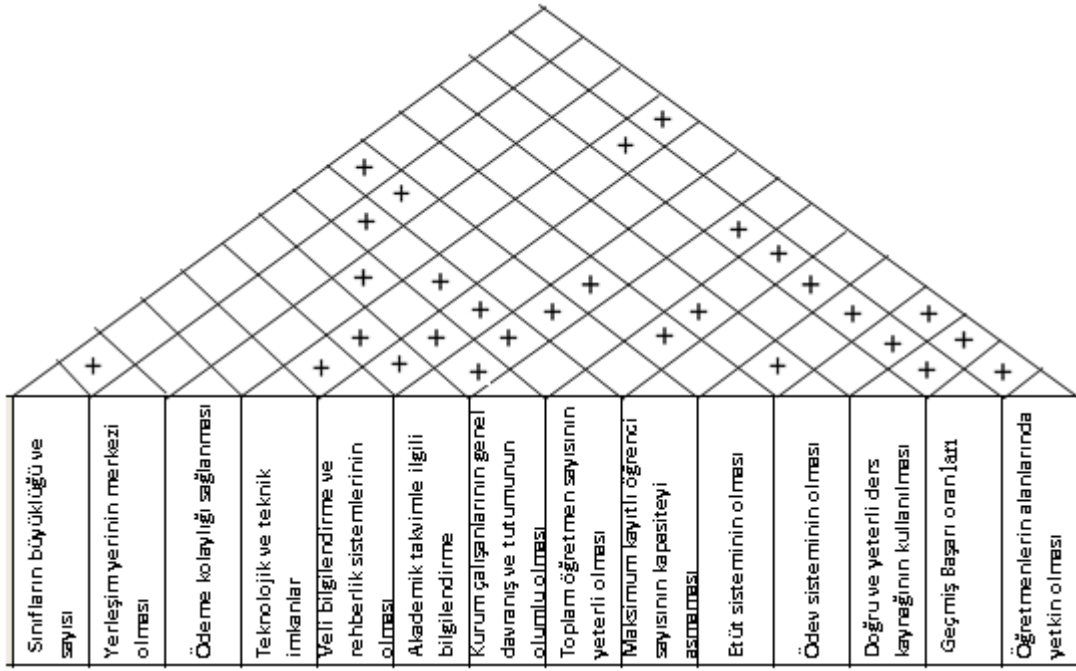 Sınıfların büyüklüğü ve
sayısı
Yerleşim yerinin merkezi
olması
Ödeme kolaylığı sağlanması
Teknolojik ve teknik
imkanlar
Veli bilgilendirme ve
rehberlik sistemlerinin
olması
Akademik takvimle ilgili
bilgilendirme
Kurum çalışanlarının genel
davranış ve tutumunun
olumlu olması
Toplam öğretmen sayısının
yeterli olması
Maksimum kayıtlı öğrenci
sayısının kapasiteyi
aşmaması
Etüt sisteminin olması
Ödev sisteminin olması
Doğru ve yeterli ders
kaynağının kullanılması
Geçmiş Başarı oranları
Öğretmenlerin alanlarında
yetkin olması